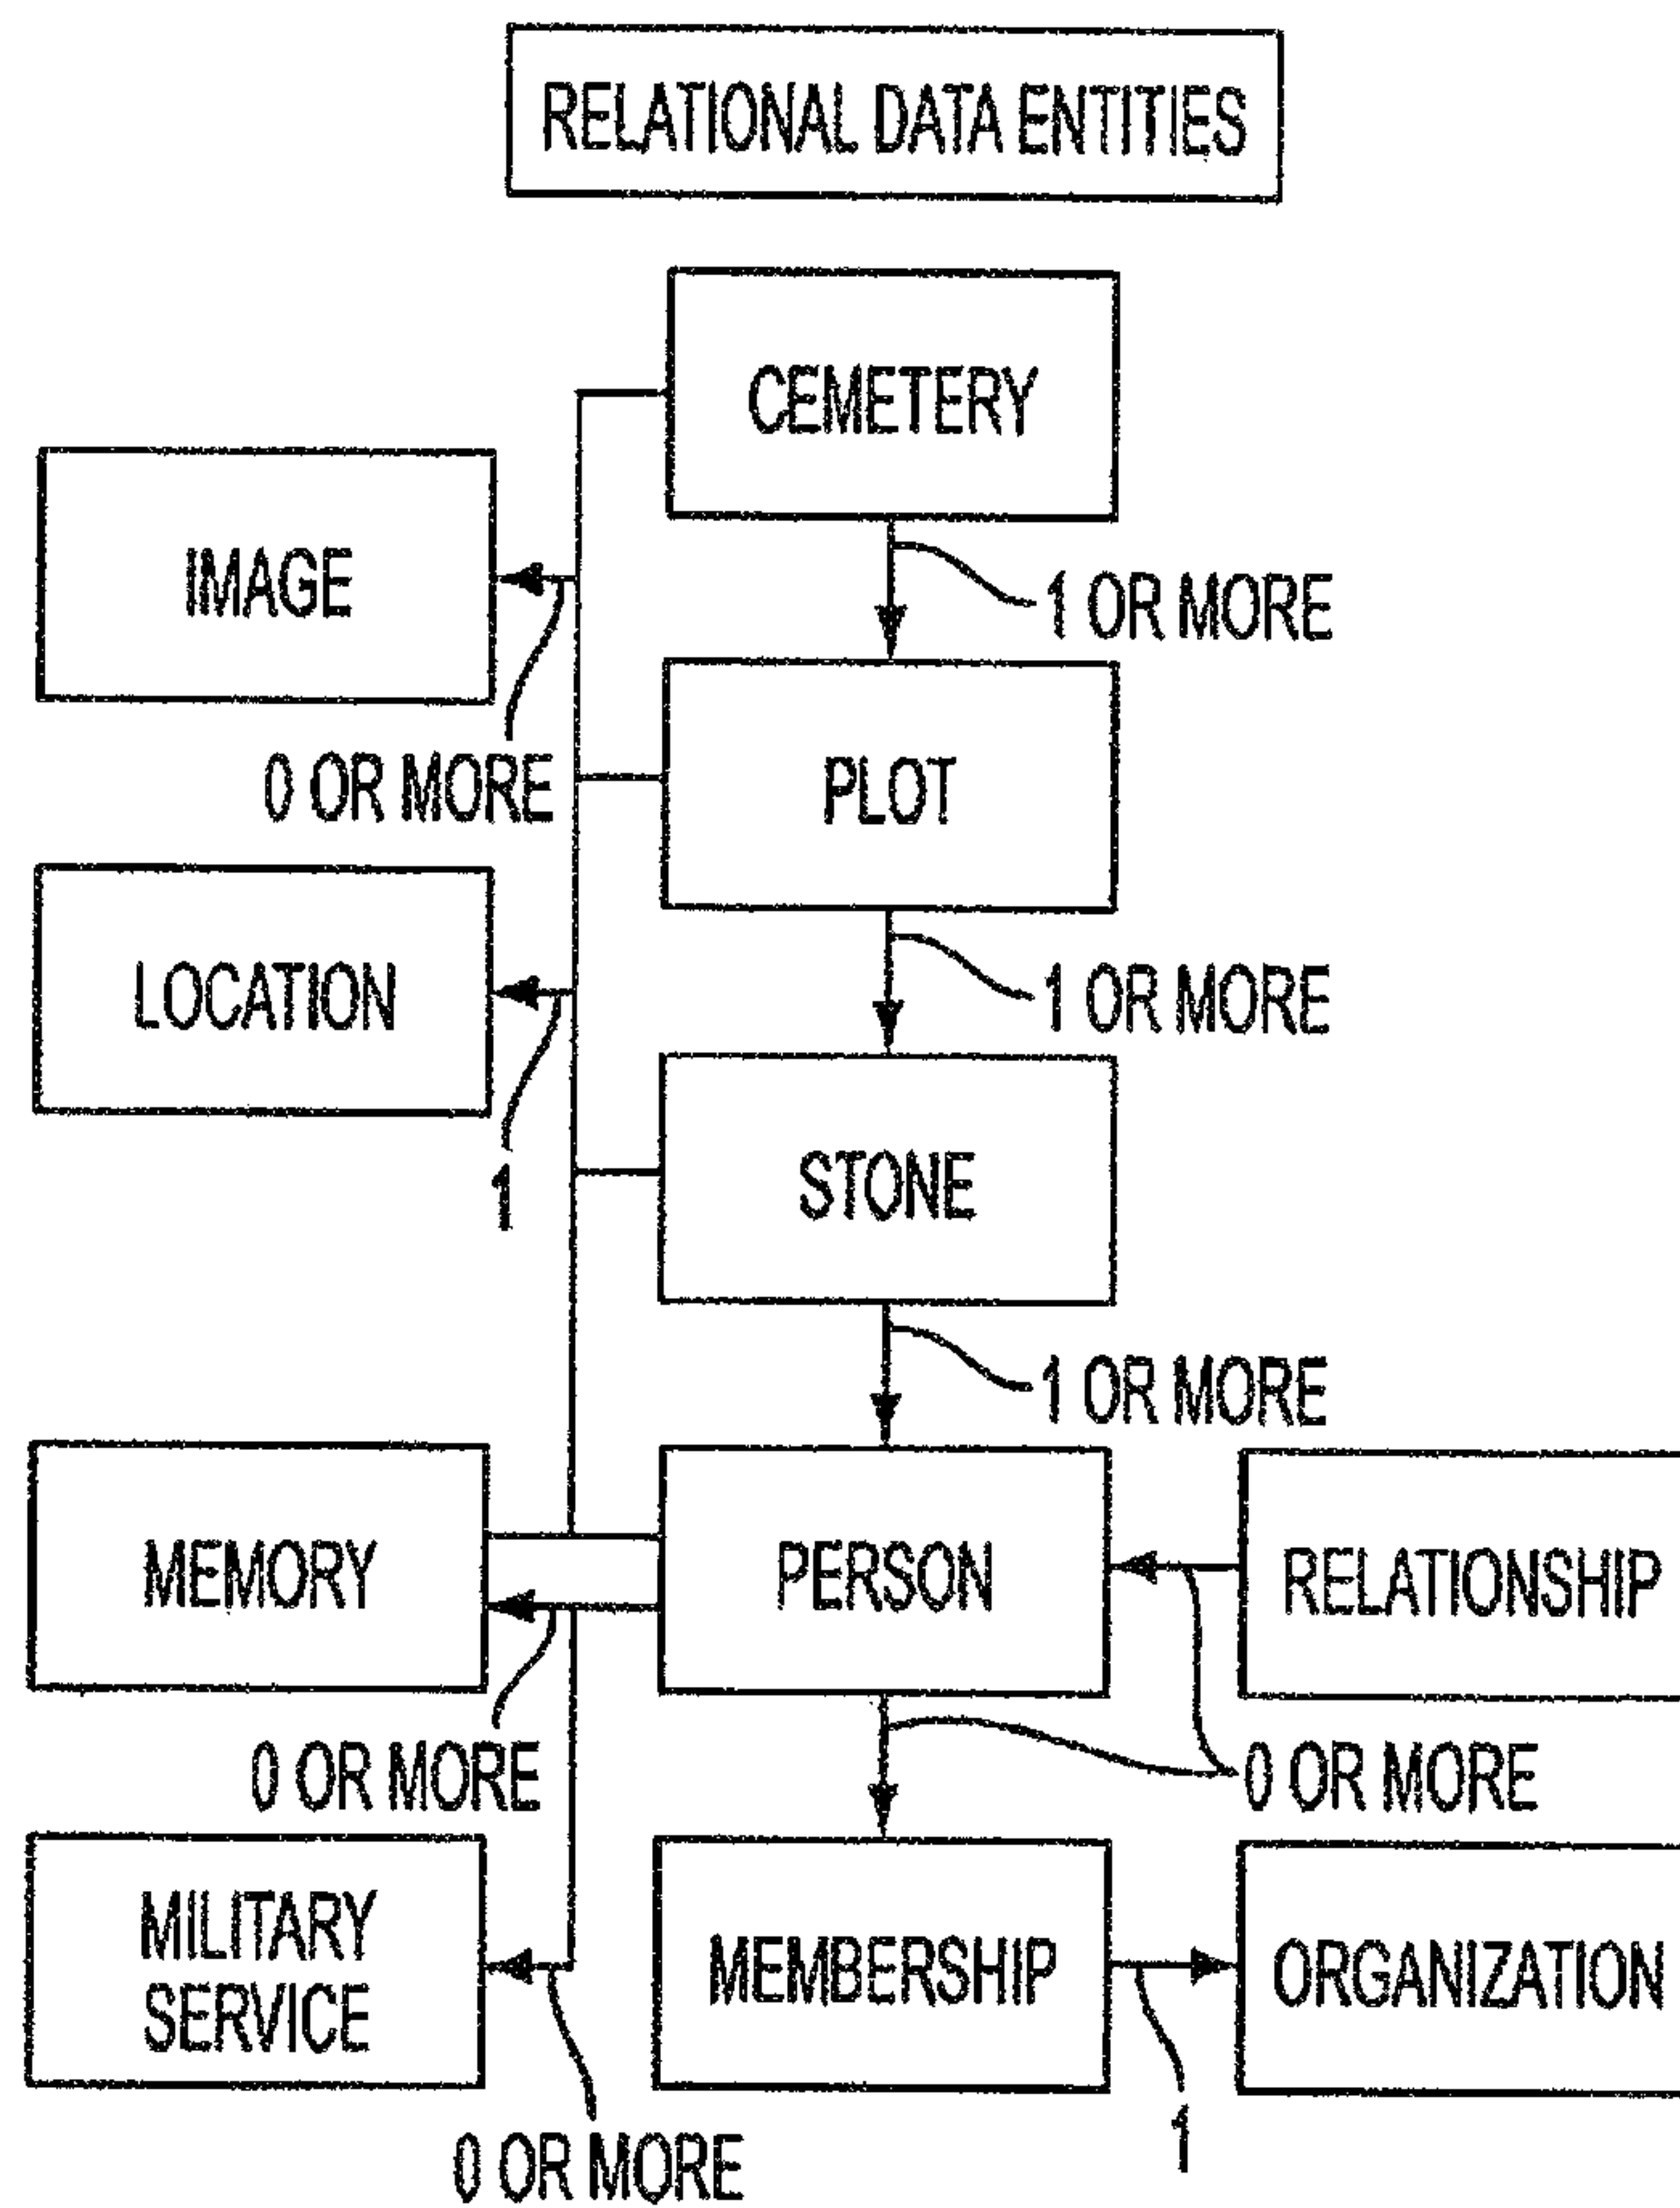 RELATIONAL DATA ENTITIES
CEMETERY
IMAGE
1 OR MORE
0 OR MORE
PLOT
LOCATION
1 OR MORE
1
STONE
1 OR MORE
MEMORY
PERSON
RELATIONSHIP
0 OR MORE
0 OR MORE
MILITARY
SERVICE
MEMBERSHIP
ORGANIZATION
0 OR MORE
1